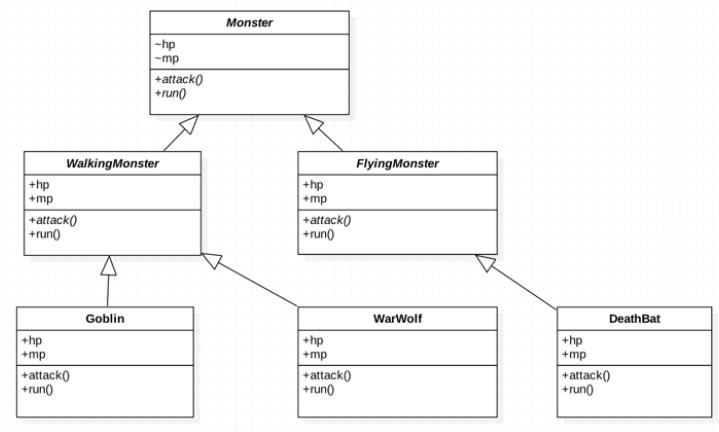 Monster
~hp
~mp
+attack()
+run()
WalkingMonster
+hp
+mp
+attack()
+run()
FlyingMonster
+hp
+mp
+attack()
+run()
Goblin
+hp
+mp
+attack()
+run()
WarWolf
+hp
+mp
+attack()
+run()
DeathBat
+hp
+mp
+attack()
+run()